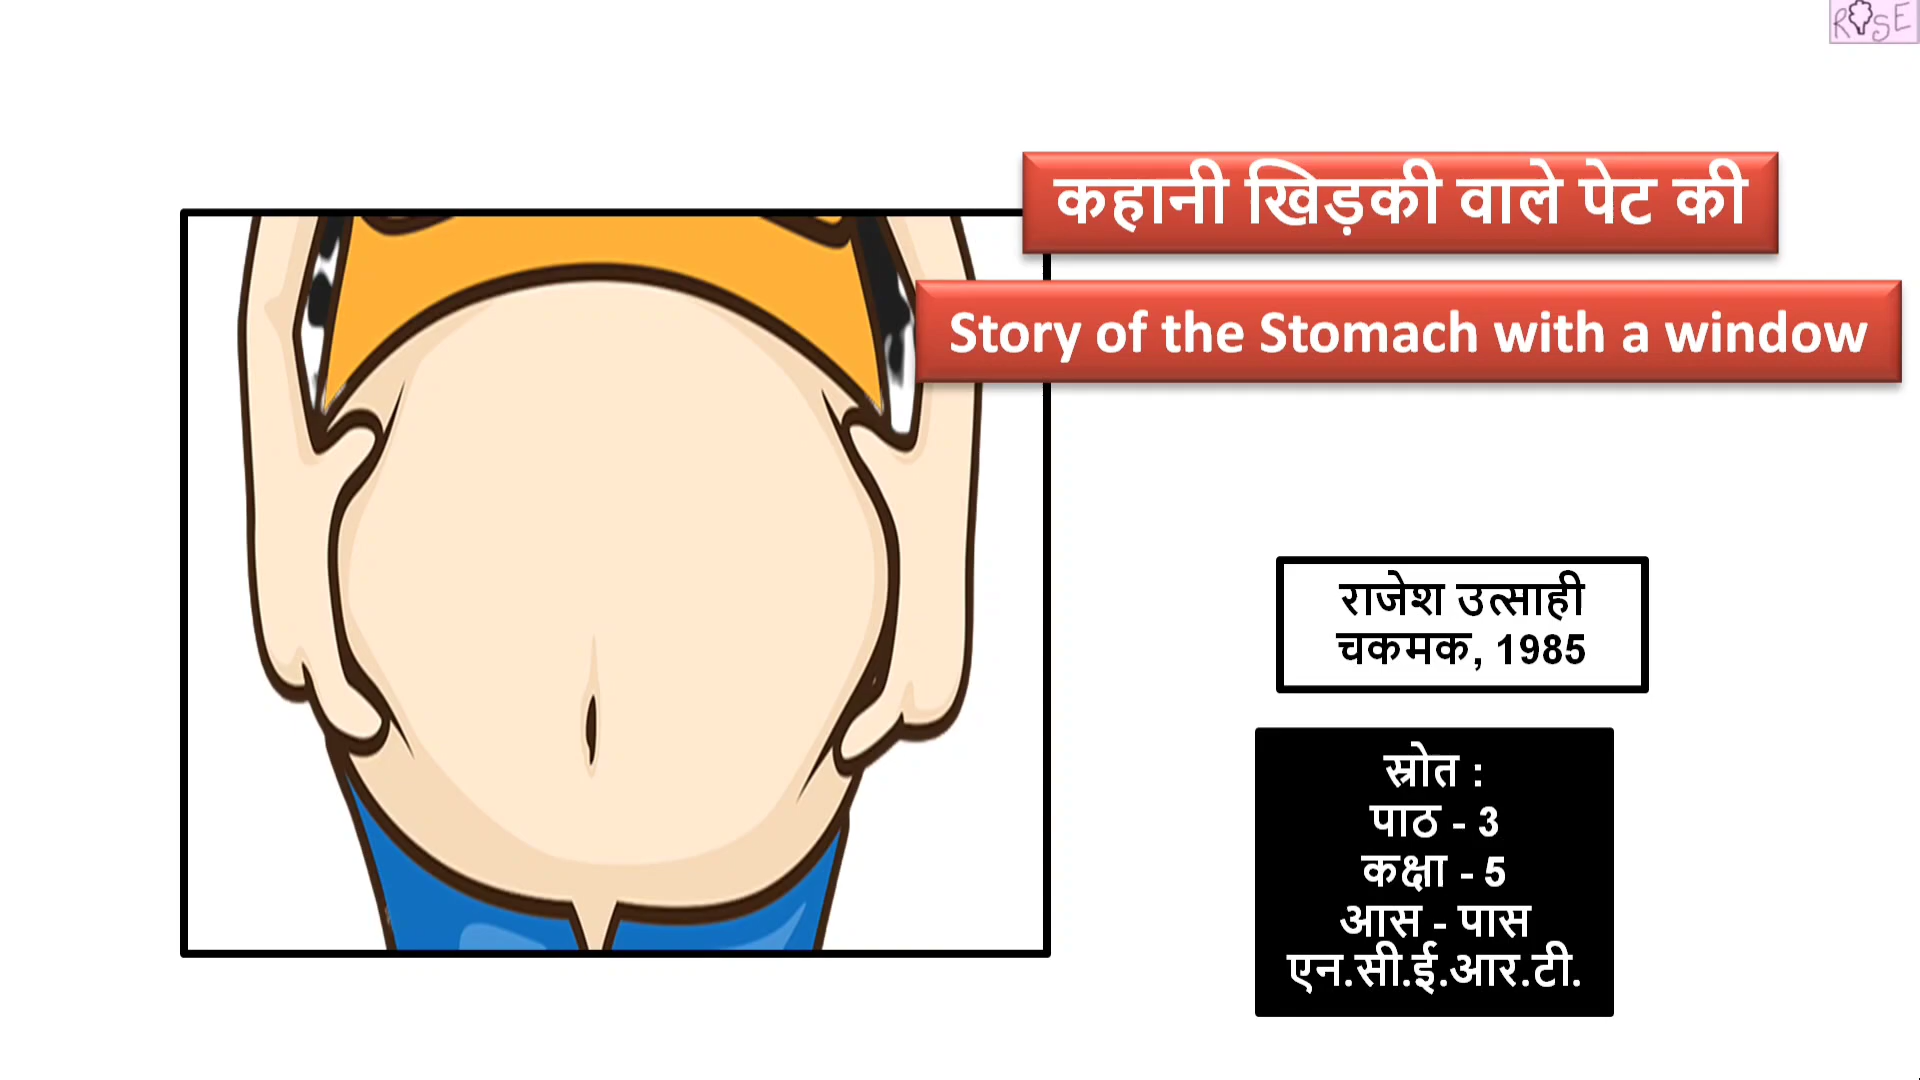 ROSE
कहानी खिड़की वाले पेट की
Story of the Stomach with a window
राजेश उत्साही
चकमक, 1985
स्रोत :
पाठ - 3
कक्षा - 5
आस - पास
एन.सी.ई.आर.टी.